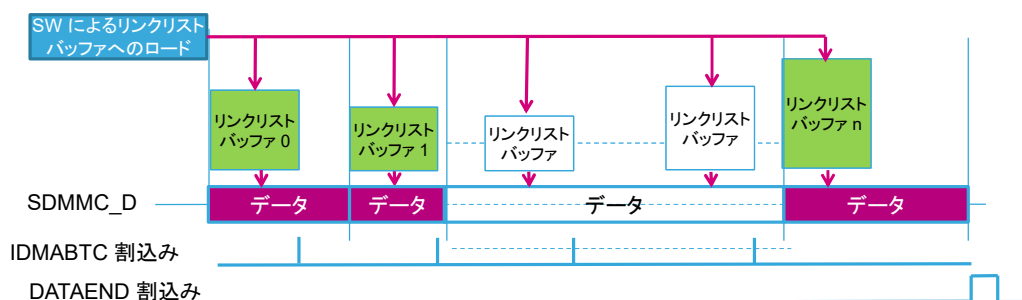 SW によるリンクリスト
バッファへのロード
リンクリスト
バッファ 0
リンクリスト
バッファ 1
リンクリスト
バッファ
リンクリスト
バッファ
リンクリスト
バッファ n
SDMMC_D
データ
データ
データ
データ
IDMABTC 割込み
DATAEND 割込み